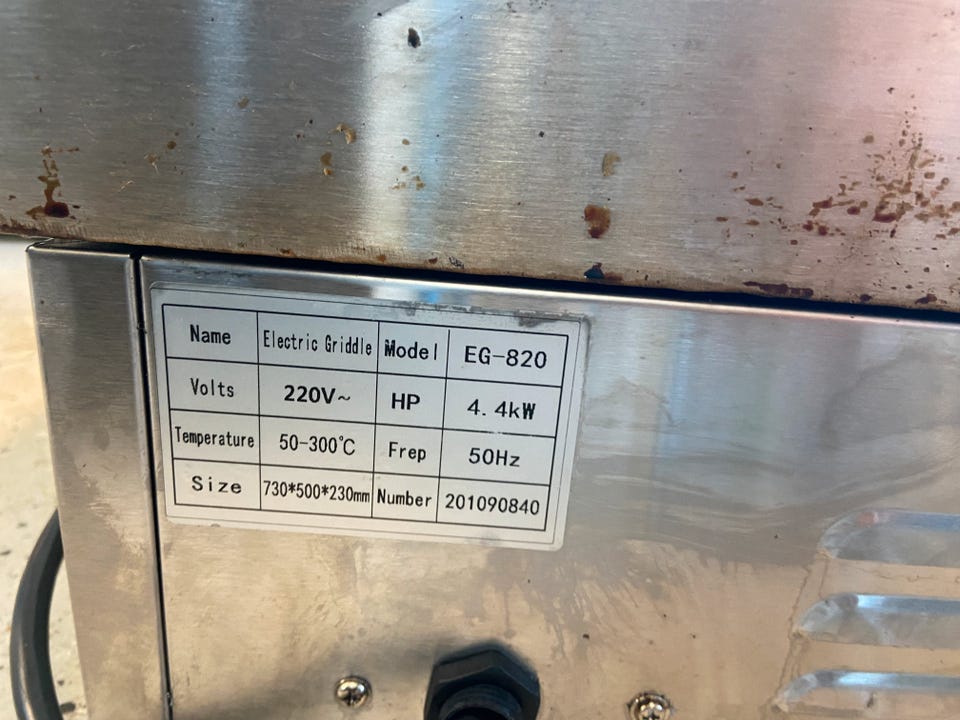 Name Electric Griddle Model EG-820
Volts 220V~ HP 4.4kW
Temperature 50-300℃ Frep 50Hz
Size 730*500*230mm Number 201090840